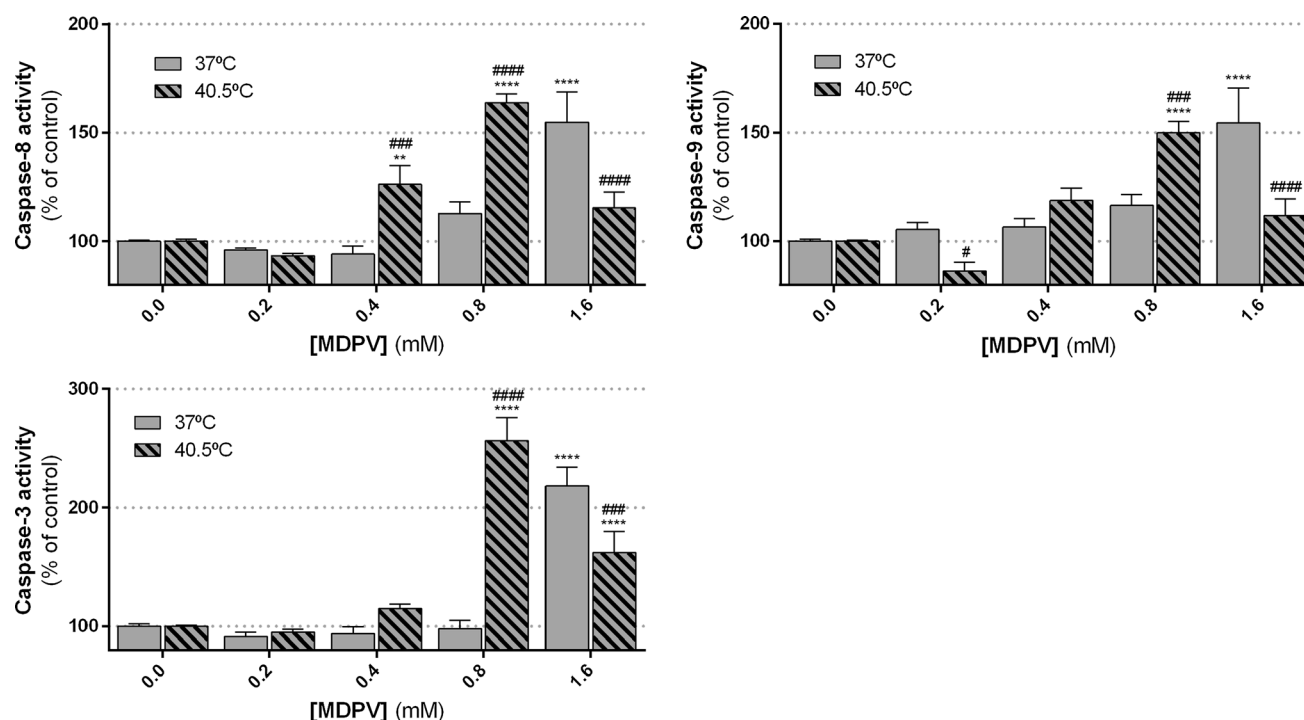 200
150
100
Caspase-8 activity
(% of control)
37ºC
40.5ºC
###
**
####
****
****
####
0.0
0.2
0.4
0.8
1.6
[MDPV] (mM)
200
150
100
Caspase-9 activity
(% of control)
37ºC
40.5ºC
#
###
****
****
####
0.0
0.2
0.4
0.8
1.6
[MDPV] (mM)
300
200
100
Caspase-3 activity
(% of control)
37ºC
40.5ºC
####
****
****
###
****
0.0
0.2
0.4
0.8
1.6
[MDPV] (mM)